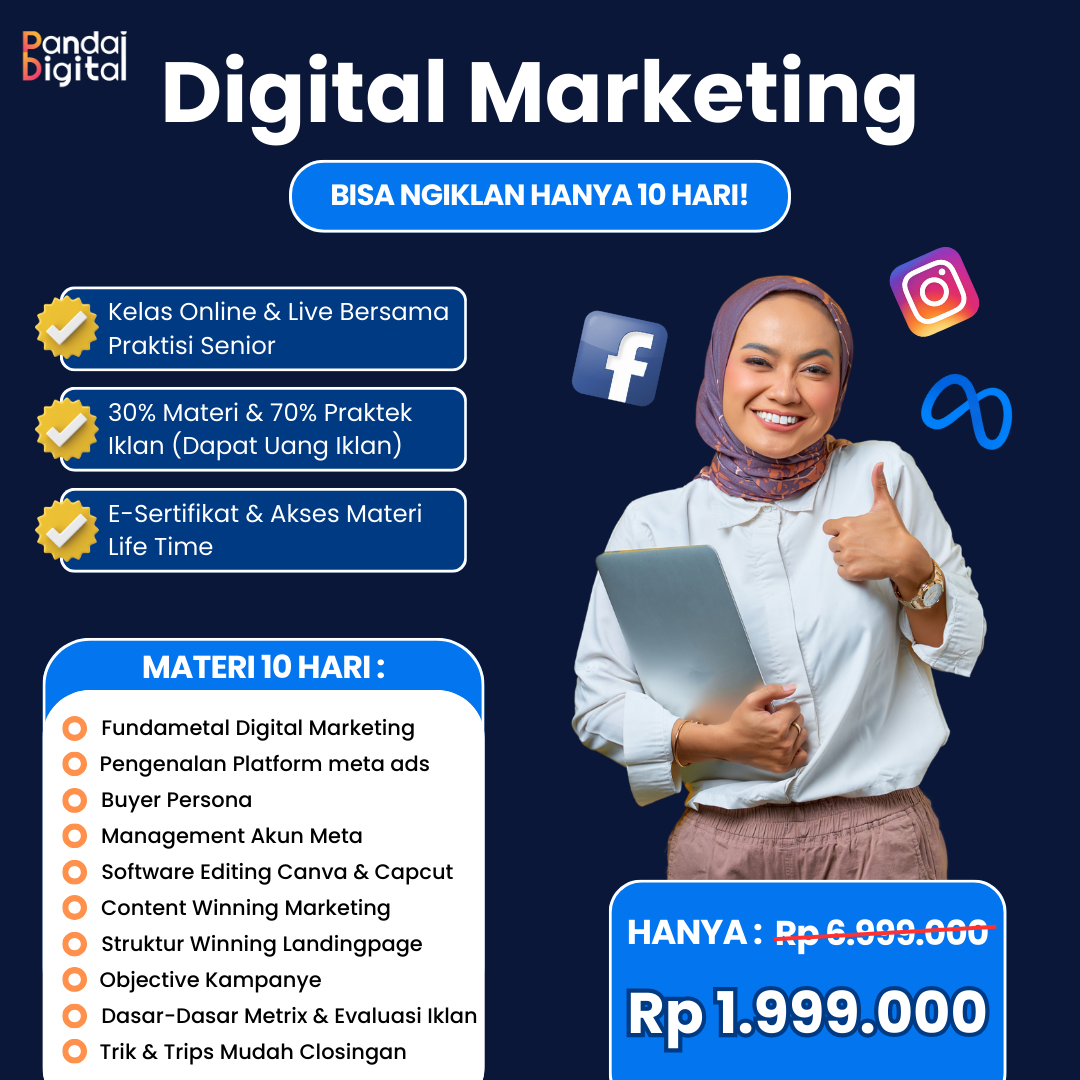 Pandai
Digital
Digital Marketing
BISA NGIKLAN HANYA 10 HARI!
Kelas Online & Live Bersama
Praktisi Senior
30% Materi & 70% Praktek
Iklan (Dapat Uang Iklan)
E-Sertifikat & Akses Materi
Life Time
MATERI 10 HARI :
Fundametal Digital Marketing
Pengenalan Platform meta ads
Buyer Persona
Management Akun Meta
Software Editing Canva & Capcut
Content Winning Marketing
Struktur Winning Landingpage
Objective Kampanye
Dasar-Dasar Metrix & Evaluasi Iklan
Trik & Trips Mudah Closingan
HANYA : Rp 6.999.000
Rp 1.999.000